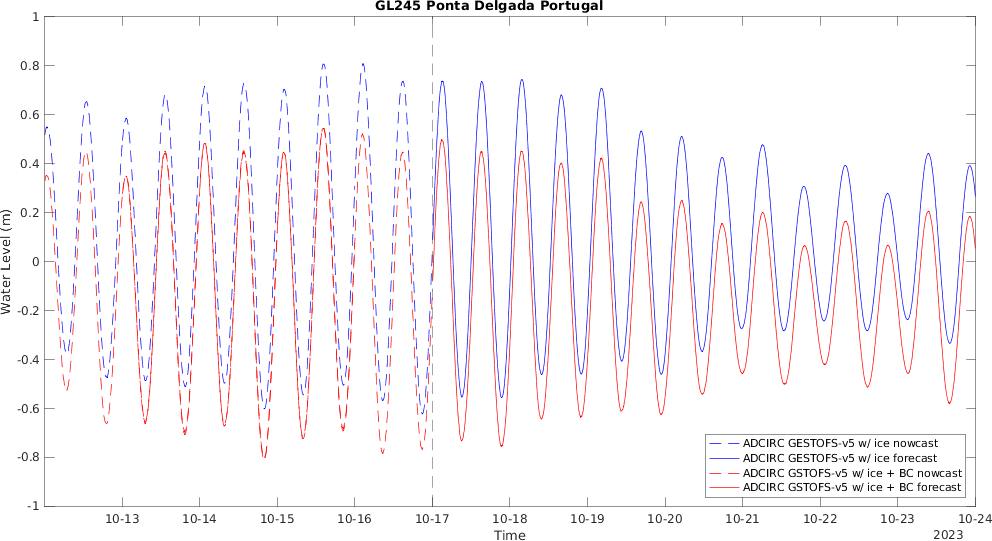 GL245 Ponta Delgada Portugal
1
0.8
0.6
0.4
0.2
0
-0.2
-0.4
-0.6
-0.8
-1
Water Level (m)
10-13 10-14 10-15 10-16 10-17 10-18 10-19 10-20 10-21 10-22 10-23 10-24
Time
2023
ADCIRC GESTOFS-v5 w/ ice nowcast
ADCIRC GESTOFS-v5 w/ ice forecast
ADCIRC GSTOFS-v5 w/ ice + BC nowcast
ADCIRC GSTOFS-v5 w/ ice + BC forecast